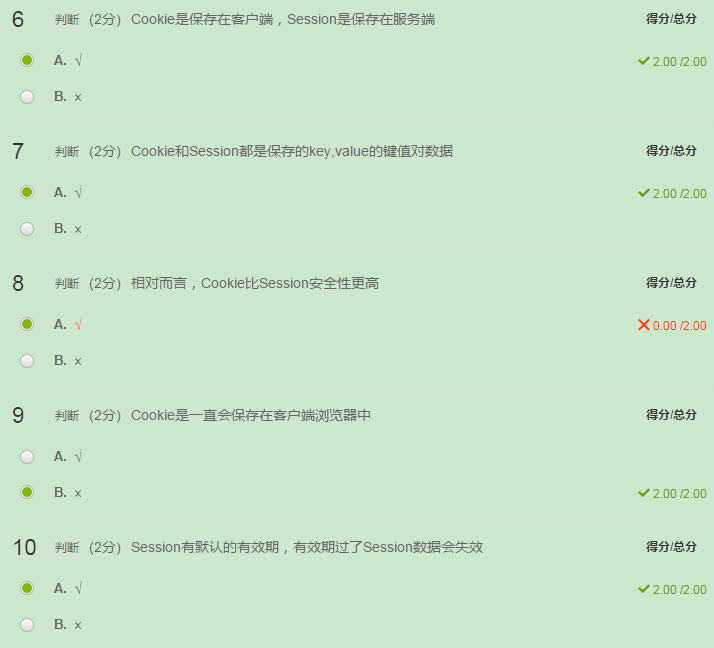 6 判断 (2分) Cookie是保存在客户端，Session是保存在服务端 得分/总分
A. √ 2.00 /2.00
B. ×
7 判断 (2分) Cookie和Session都是保存的key,value的键值对数据 得分/总分
A. √ 2.00 /2.00
B. ×
8 判断 (2分) 相对而言，Cookie比Session安全性更高 得分/总分
A. √ 0.00 /2.00
B. ×
9 判断 (2分) Cookie是一直会保存在客户端浏览器中 得分/总分
A. √
B. × 2.00 /2.00
10 判断 (2分) Session有默认的有效期，有效期过了Session数据会失效 得分/总分
A. √ 2.00 /2.00
B. ×